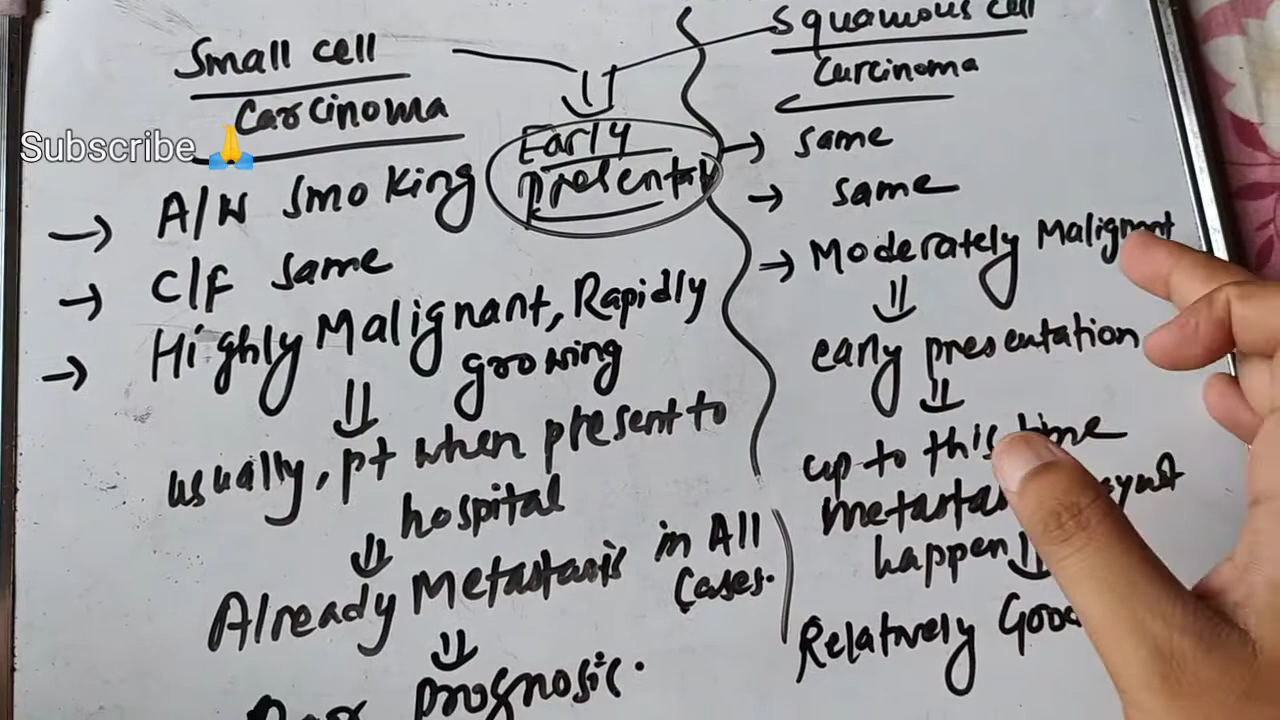 Small cell
Carcinoma
Subscribe 🙏
→ A/W Smoking
→ C/F same
→ Highly Malignant, Rapidly
growing
⇓
usually, pt when present to
hospital
⇓
Already Metastasis in All
Cases.
⇓
prognosis.
⇓
Early
Squamous cell
Carcinoma
→ same
→ same
→ Moderately Malignant
⇓
early presentation
⇓
up to this time
happen
⇓
Relatively